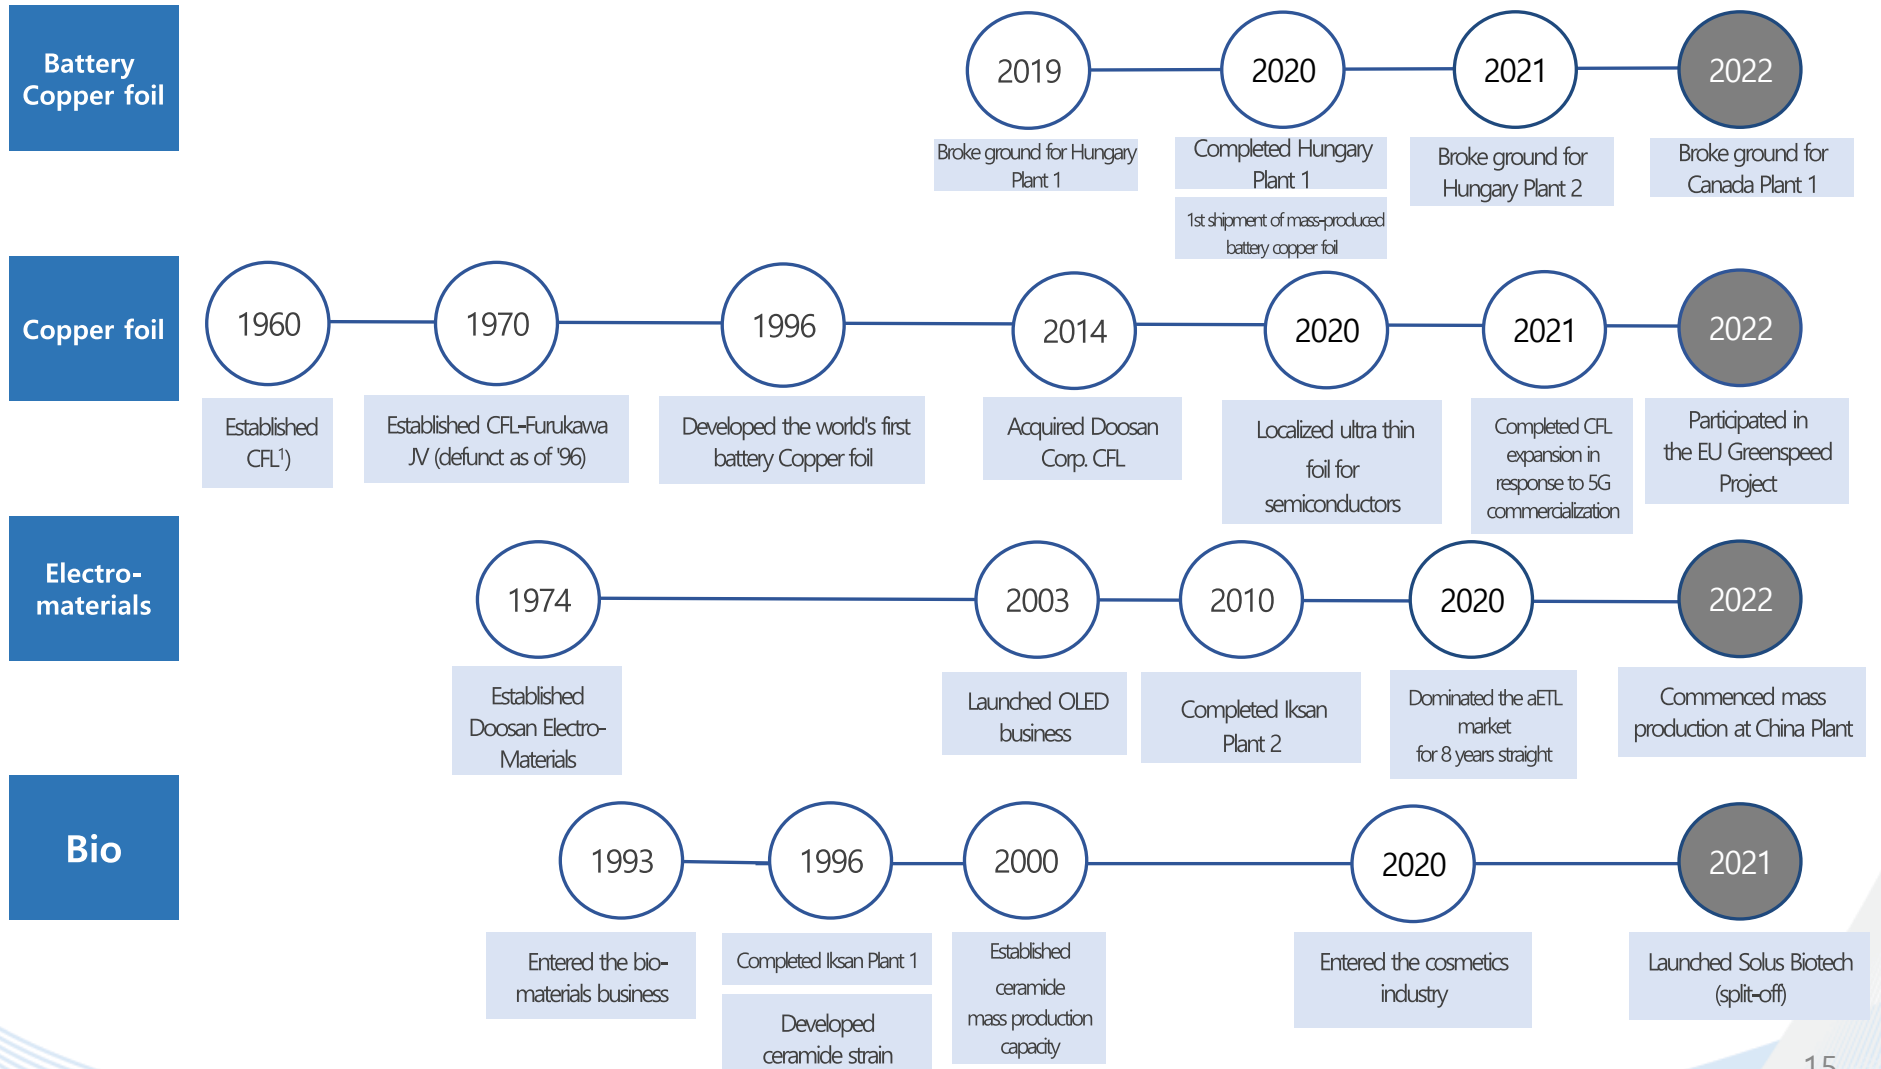 Battery
Copper foil
2019
2020
2021
2022
Broke ground for Hungary
Plant 1
Completed Hungary
Plant 1
1st shipment of mass-produced
battery copper foil
Broke ground for
Hungary Plant 2
Broke ground for
Canada Plant 1
Copper foil
1960
1970
1996
2014
2020
2021
2022
Established
CFL¹)
Established CFL-Furukawa
JV (defunct as of '96)
Developed the world's first
battery Copper foil
Acquired Doosan
Corp. CFL
Localized ultra thin
foil for
semiconductors
Completed CFL
expansion in
response to 5G
commercialization
Participated in
the EU Greenspeed
Project
Electro-
materials
1974
2003
2010
2020
2022
Established
Doosan Electro-
Materials
Launched OLED
business
Completed Iksan
Plant 2
Dominated the aETL
market
for 8 years straight
Commenced mass
production at China Plant
Bio
1993
1996
2000
2020
2021
Entered the bio-
materials business
Completed Iksan Plant 1
Developed
ceramide strain
Established
ceramide
mass production
capacity
Entered the cosmetics
industry
Launched Solus Biotech
(split-off)
15